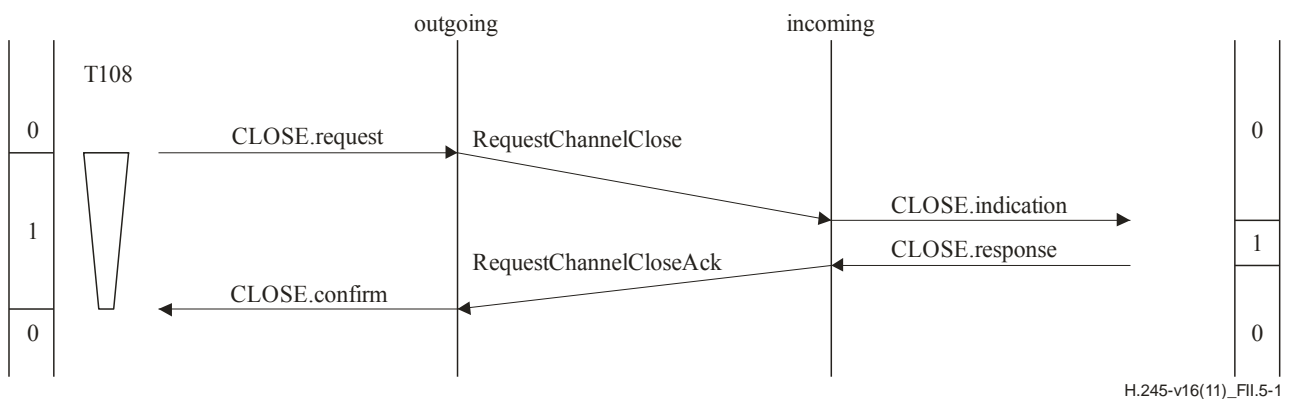 outgoing incoming
T108
0 CLOSE.request RequestChannelClose 0
CLOSE.indication
1 1
CLOSE.response
RequestChannelCloseAck
CLOSE.confirm
0 0
H.245-v16(11)_FII.5-1